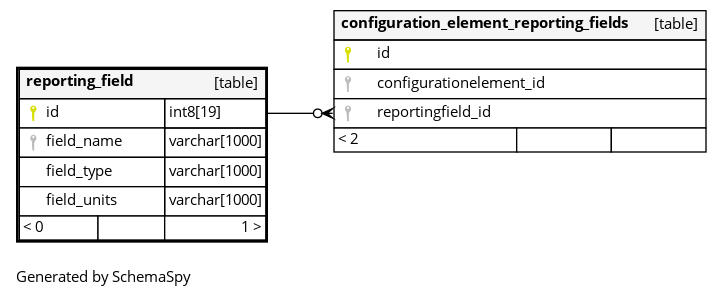 configuration_element_reporting_fields [table]
id
configurationelement_id
reportingfield_id
< 2
reporting_field [table]
id int8[19]
field_name varchar[1000]
field_type varchar[1000]
field_units varchar[1000]
< 0 1 >
Generated by SchemaSpy